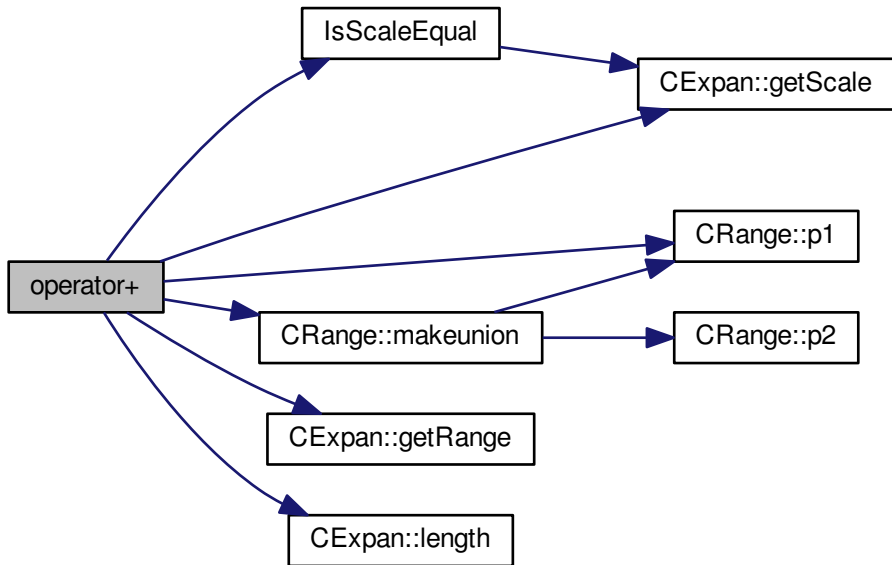 IsScaleEqual
CExpan::getScale
CRange::p1
operator+
CRange::makeunion
CRange::p2
CExpan::getRange
CExpan::length